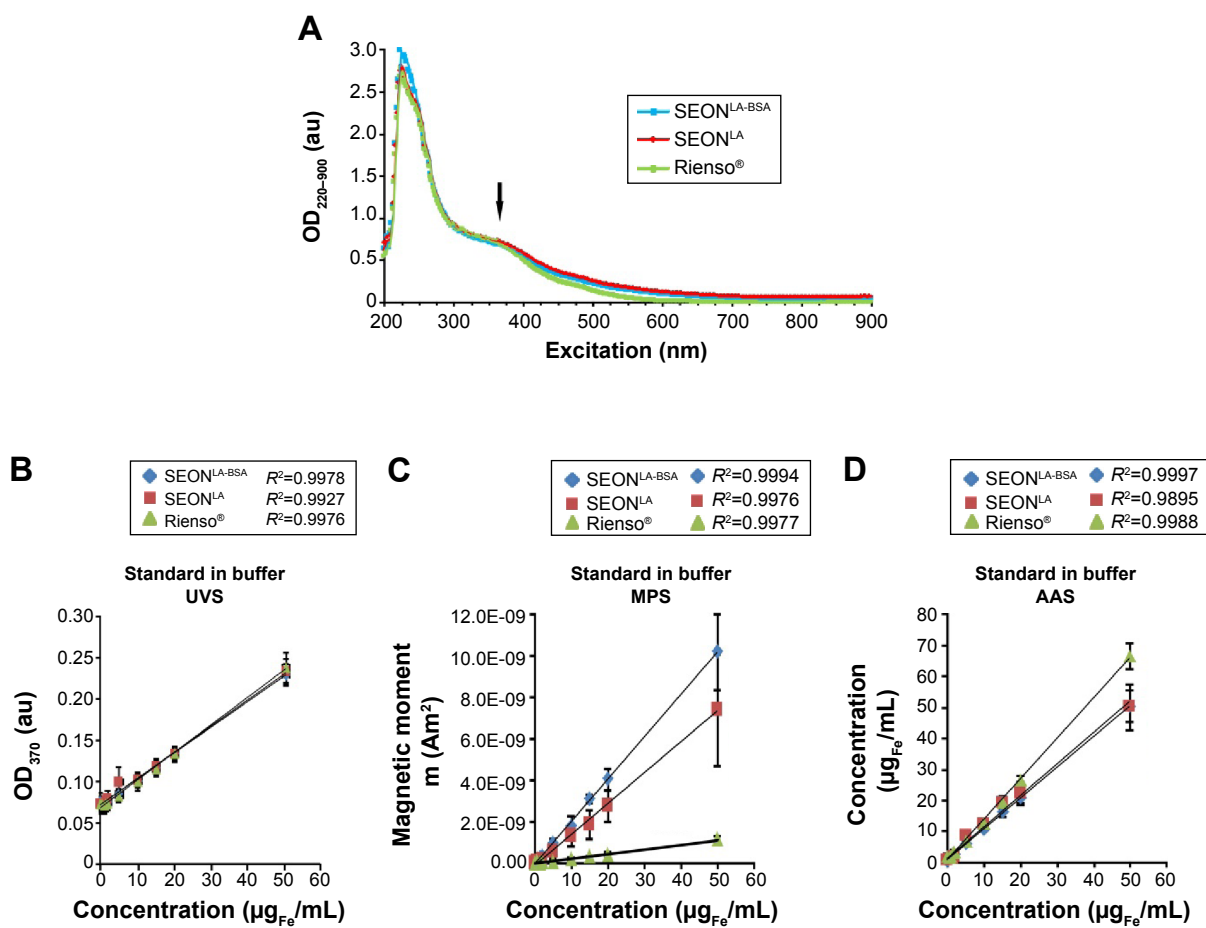 A
3.0
2.5
2.0
1.5
1.0
0.5
0
OD220–900 (au)
SEONLA-BSA
SEONLA
Rienso®
200 300 400 500 600 700 800 900
Excitation (nm)
B
SEONLA-BSA R2=0.9978
SEONLA R2=0.9927
Rienso® R2=0.9976
Standard in buffer
UVS
0.30
0.25
0.20
0.15
0.10
0.05
0.00
OD370 (au)
0 10 20 30 40 50 60
Concentration (µgFe/mL)
C
SEONLA-BSA R2=0.9994
SEONLA R2=0.9976
Rienso® R2=0.9977
Standard in buffer
MPS
12.0E-09
10.0E-09
8.0E-09
6.0E-09
4.0E-09
2.0E-09
0.00
Magnetic moment
m (Am2)
0 10 20 30 40 50 60
Concentration (µgFe/mL)
D
SEONLA-BSA R2=0.9997
SEONLA R2=0.9895
Rienso® R2=0.9988
Standard in buffer
AAS
80
70
60
50
40
30
20
10
0
Concentration
(µgFe/mL)
0 10 20 30 40 50 60
Concentration (µgFe/mL)